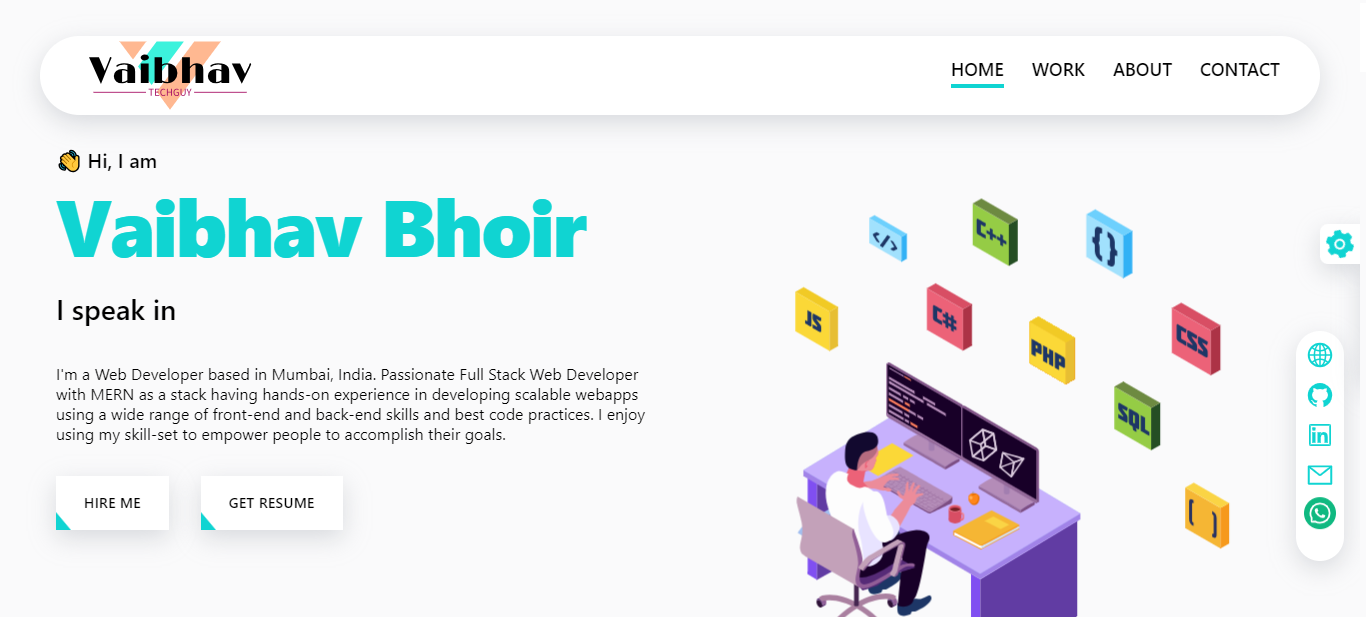 Vaibhav
TECHGUY
HOME WORK ABOUT CONTACT
👋 Hi, I am
Vaibhav Bhoir
I speak in
I'm a Web Developer based in Mumbai, India. Passionate Full Stack Web Developer
with MERN as a stack having hands-on experience in developing scalable webapps
using a wide range of front-end and back-end skills and best code practices. I enjoy
using my skill-set to empower people to accomplish their goals.
HIRE ME GET RESUME
</>
C++
{}
JS
C#
PHP
CSS
SQL
[ ]
in